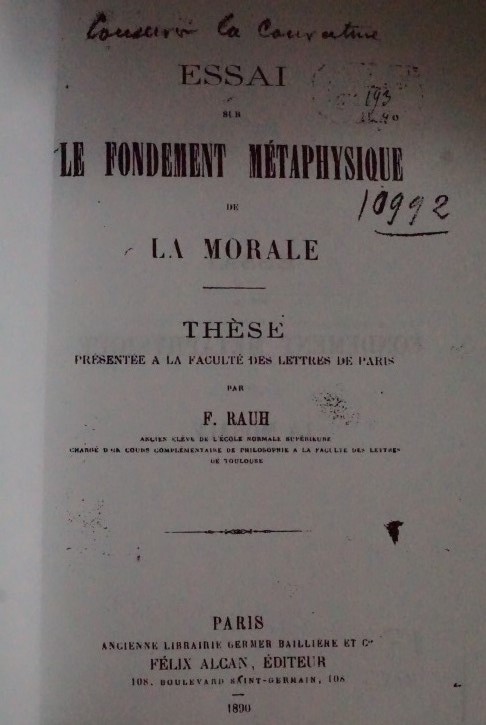 Conserver la Couverture
ESSAI
SUR
193
LE FONDEMENT MÉTAPHYSIQUE
DE
10992
LA MORALE
THÈSE
PRÉSENTÉE A LA FACULTÉ DES LETTRES DE PARIS
PAR
F. RAUH
ANCIEN ÉLÈVE DE L'ÉCOLE NORMALE SUPÉRIEURE
CHARGÉ D'UN COURS COMPLÉMENTAIRE DE PHILOSOPHIE A LA FACULTÉ DES LETTRES
DE TOULOUSE
PARIS
ANCIENNE LIBRAIRIE GERMER BAILLIÈRE ET Cie
FÉLIX ALCAN, ÉDITEUR
108, BOULEVARD SAINT-GERMAIN, 108
1890